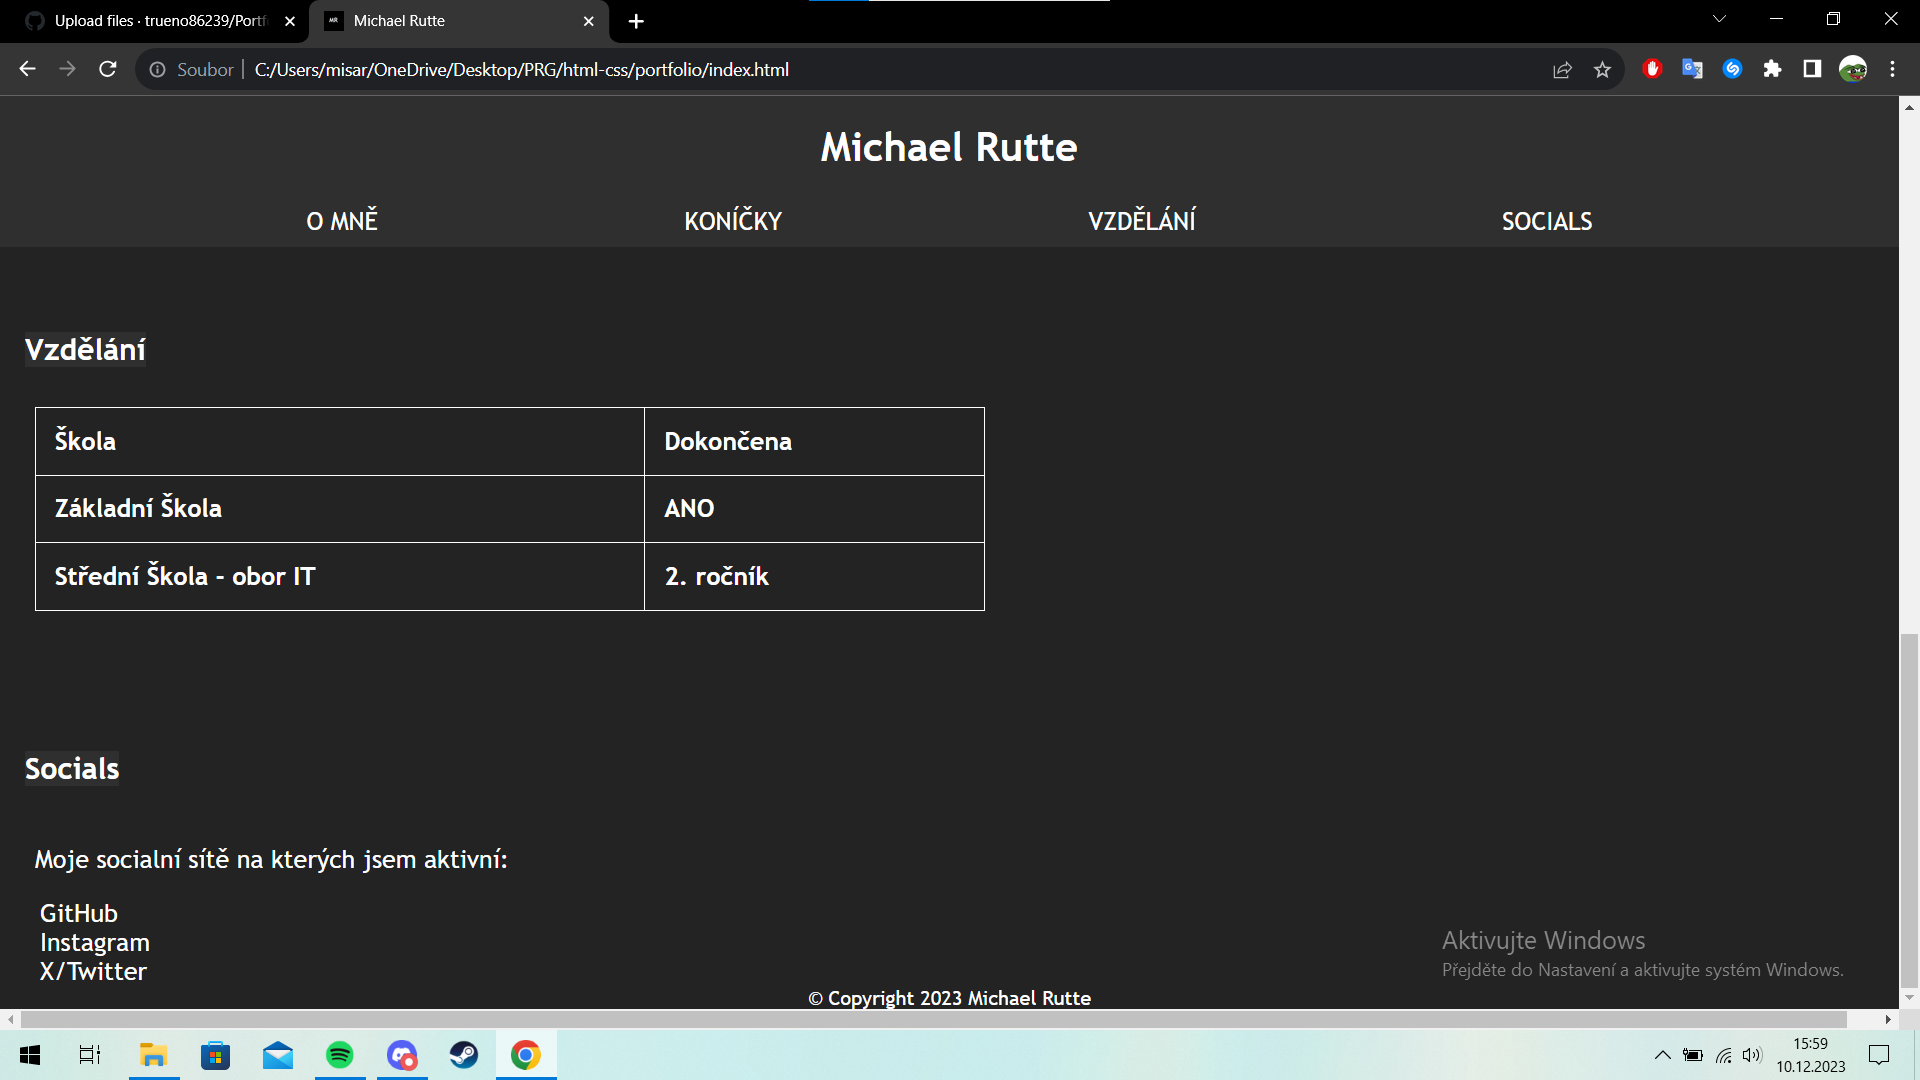 Upload files · trueno86239/Portf
MR Michael Rutte
Soubor C:/Users/misar/OneDrive/Desktop/PRG/html-css/portfolio/index.html
Michael Rutte
O MNĚ KONÍČKY VZDĚLÁNÍ SOCIALS
Vzdělání
Škola Dokončena
Základní Škola ANO
Střední Škola - obor IT 2. ročník
Socials
Moje socialní sítě na kterých jsem aktivní:
GitHub
Instagram
X/Twitter
Aktivujte Windows
Přejděte do Nastavení a aktivujte systém Windows.
© Copyright 2023 Michael Rutte
15:59
10.12.2023